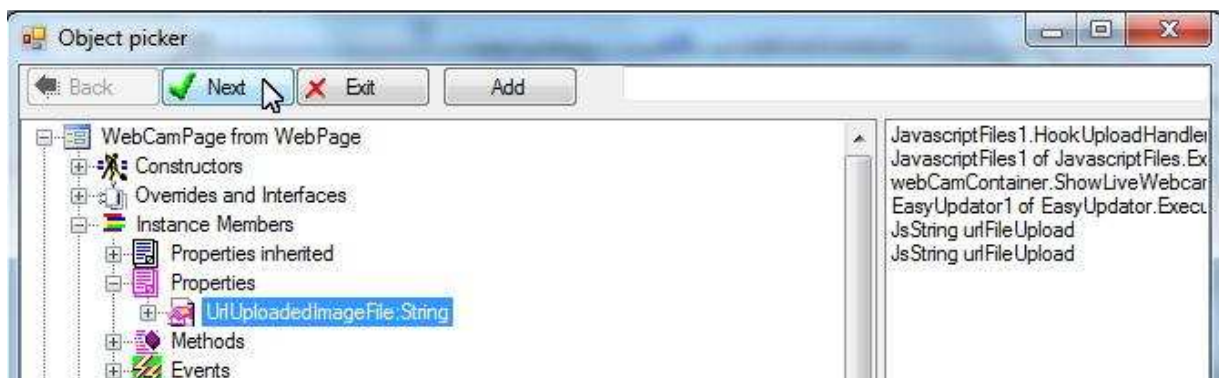 Object picker
Back Next Exit Add
WebCamPage from WebPage
Constructors
Overrides and Interfaces
Instance Members
Properties inherited
Properties
UrlUploadedImageFile:String
Methods
Events
JavascriptFiles1.HookUploadHandler
JavascriptFiles1 of JavascriptFiles.Ex
webCamContainer.ShowLiveWebcar
EasyUpdator1 of EasyUpdator.Execu
JsString urlFileUpload
JsString urlFileUpload